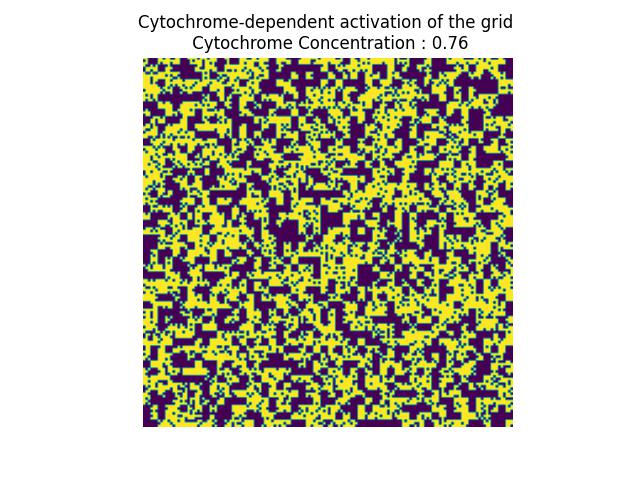 Cytochrome-dependent activation of the grid
Cytochrome Concentration : 0.76